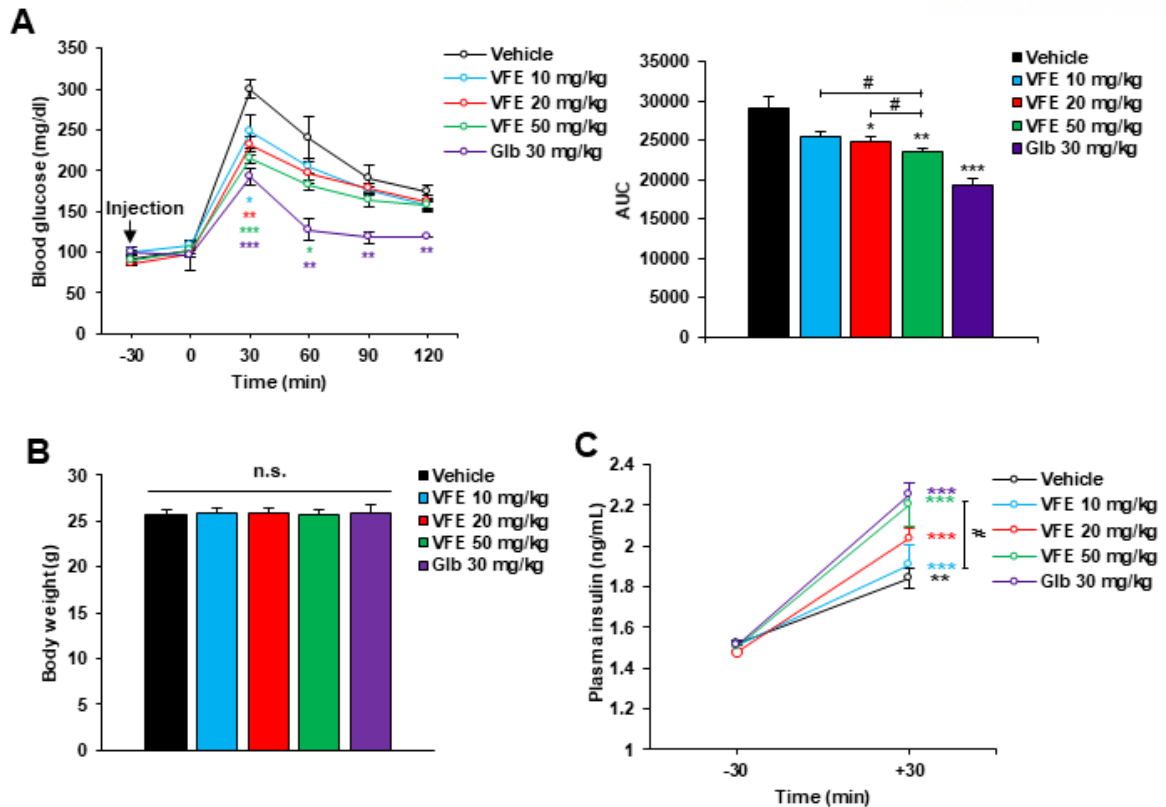 A
350
300
250
200
150
100
50
0
Blood glucose (mg/dl)
Injection
*
**
***
***
*
**
**
**
-30 0 30 60 90 120
Time (min)
Vehicle
VFE 10 mg/kg
VFE 20 mg/kg
VFE 50 mg/kg
Glb 30 mg/kg
35000
30000
25000
20000
15000
10000
5000
0
AUC
#
#
*
**
***
Vehicle
VFE 10 mg/kg
VFE 20 mg/kg
VFE 50 mg/kg
Glb 30 mg/kg
B
30
25
20
15
10
5
0
Body weight (g)
n.s.
Vehicle
VFE 10 mg/kg
VFE 20 mg/kg
VFE 50 mg/kg
Glb 30 mg/kg
C
2.4
2.2
2
1.8
1.6
1.4
1.2
1
Plasma insulin (ng/mL)
***
***
***
***
**
#
-30 +30
Time (min)
Vehicle
VFE 10 mg/kg
VFE 20 mg/kg
VFE 50 mg/kg
Glb 30 mg/kg